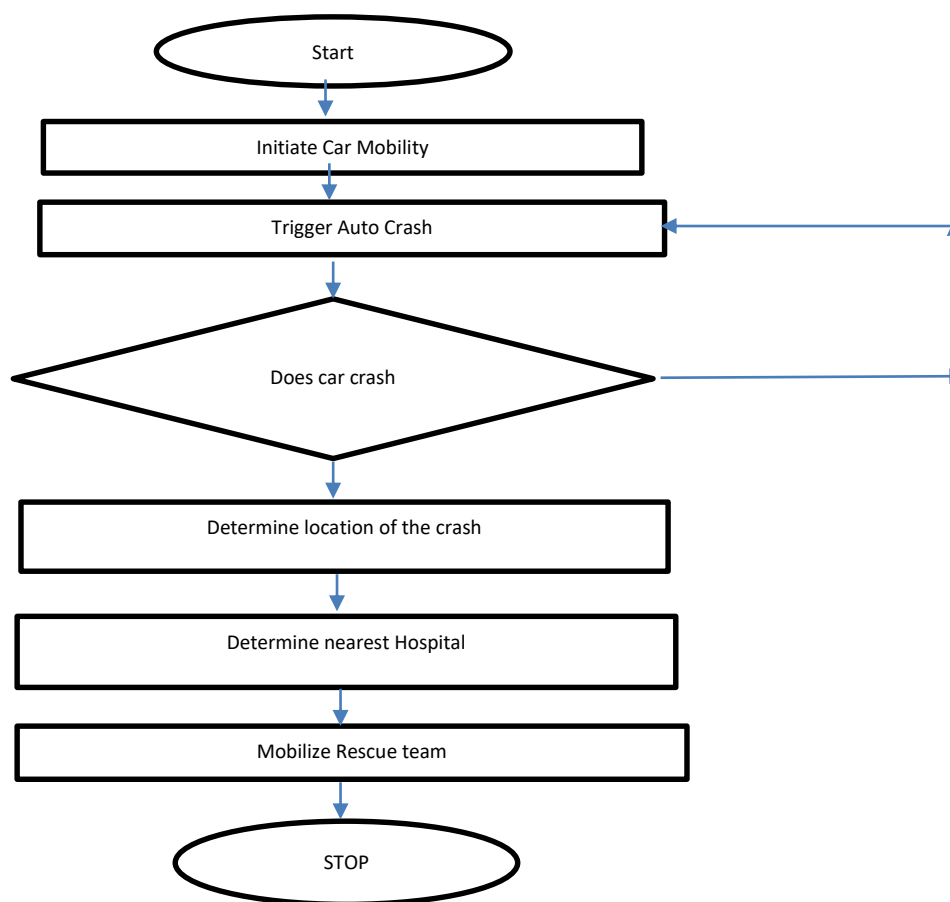 Start
Initiate Car Mobility
Trigger Auto Crash
Does car crash
Determine location of the crash
Determine nearest Hospital
Mobilize Rescue team
STOP